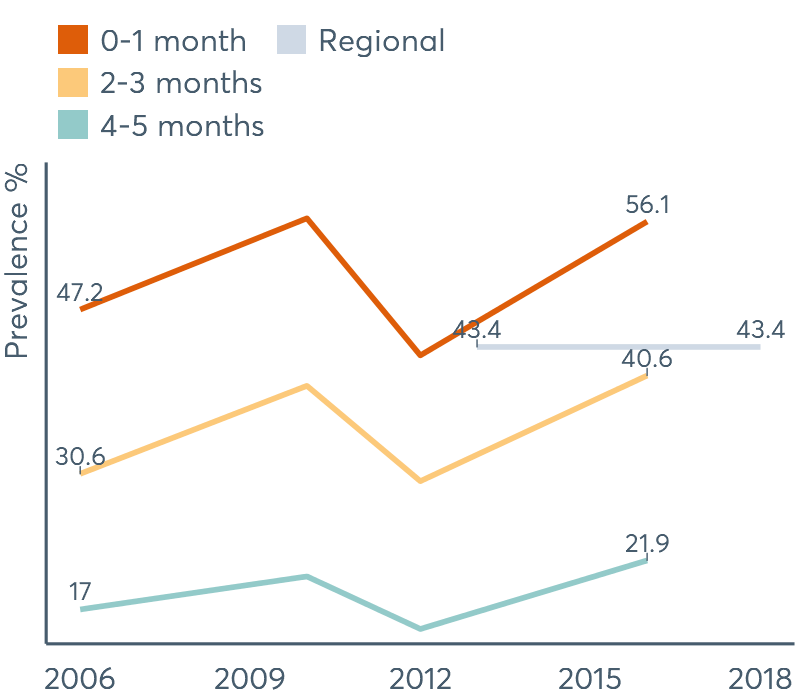 0-1 month
Regional
2-3 months
4-5 months
Prevalence %
56.1
47.2
43.4
43.4
40.6
30.6
21.9
17
2006 2009 2012 2015 2018